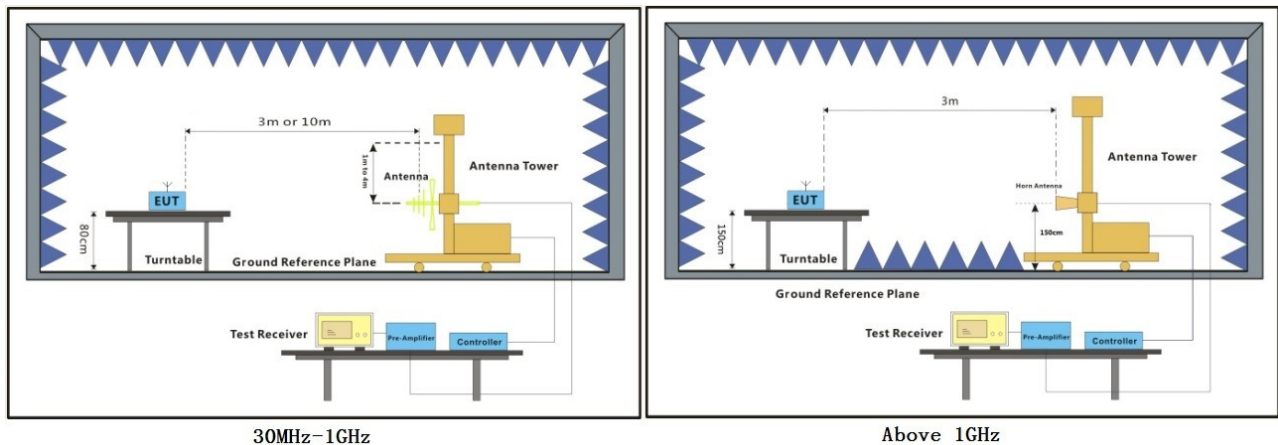 3m or 10m
1m to 4m
Antenna Tower
Antenna
EUT
80cm
Turntable
Ground Reference Plane
Test Receiver
Pre-Amplifier
Controller
30MHz-1GHz
3m
Antenna Tower
Horn Antenna
EUT
150cm
150cm
Turntable
Ground Reference Plane
Test Receiver
Pre-Amplifier
Controller
Above 1GHz